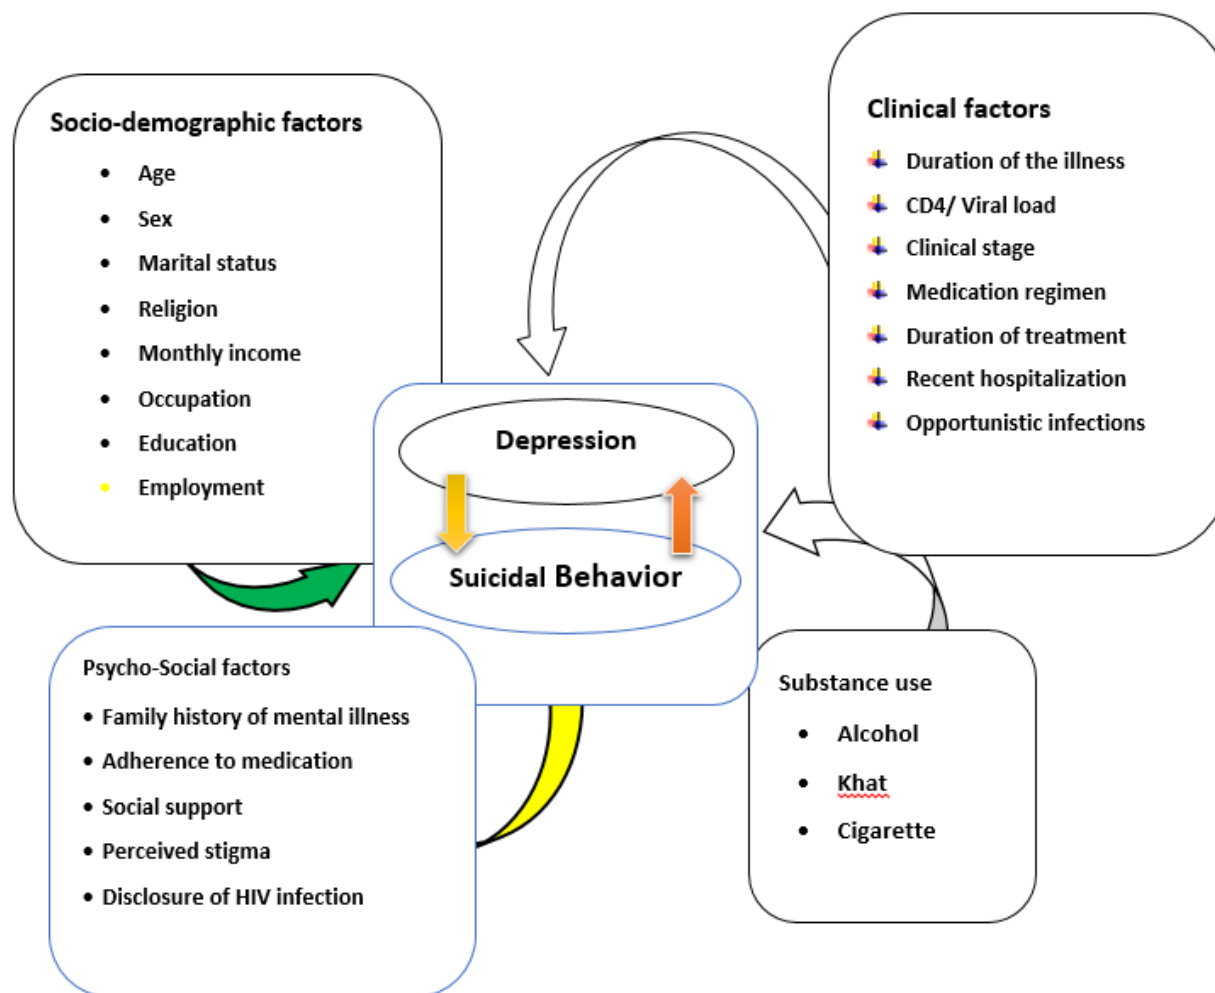 Socio-demographic factors
• Age
• Sex
• Marital status
• Religion
• Monthly income
• Occupation
• Education
• Employment
Clinical factors
Duration of the illness
CD4/ Viral load
Clinical stage
Medication regimen
Duration of treatment
Recent hospitalization
Opportunistic infections
Depression
Suicidal Behavior
Psycho-Social factors
• Family history of mental illness
• Adherence to medication
• Social support
• Perceived stigma
• Disclosure of HIV infection
Substance use
• Alcohol
• Khat
• Cigarette